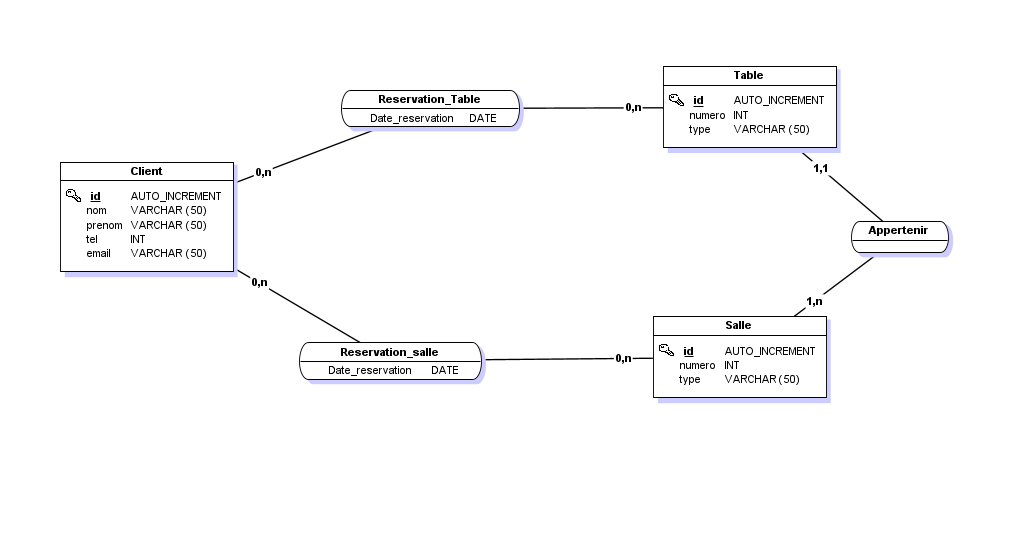 Table
id AUTO_INCREMENT
numero INT
type VARCHAR (50)
Reservation_Table
Date_reservation DATE
0,n
0,n
1,1
Client
id AUTO_INCREMENT
nom VARCHAR (50)
prenom VARCHAR (50)
tel INT
email VARCHAR (50)
Appertenir
0,n
1,n
Salle
id AUTO_INCREMENT
numero INT
type VARCHAR (50)
Reservation_salle
Date_reservation DATE
0,n